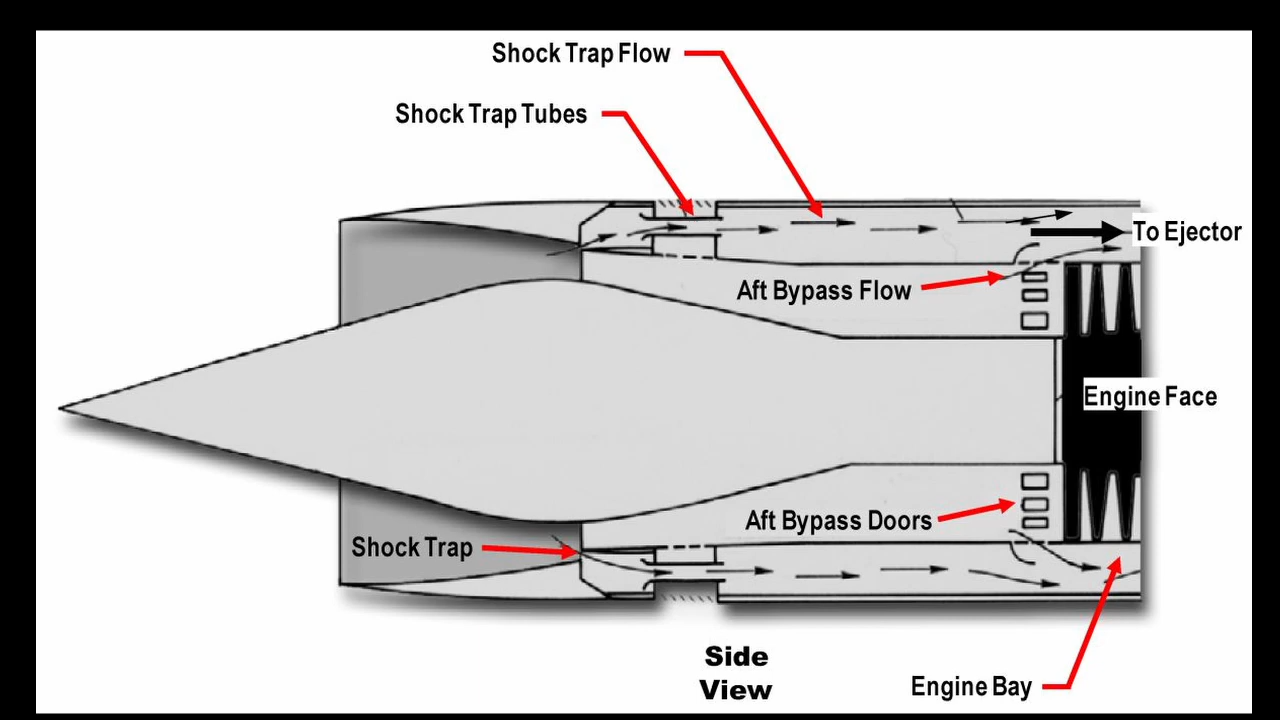 Shock Trap Flow
Shock Trap Tubes
To Ejector
Aft Bypass Flow
Engine Face
Aft Bypass Doors
Shock Trap
Side
View
Engine Bay